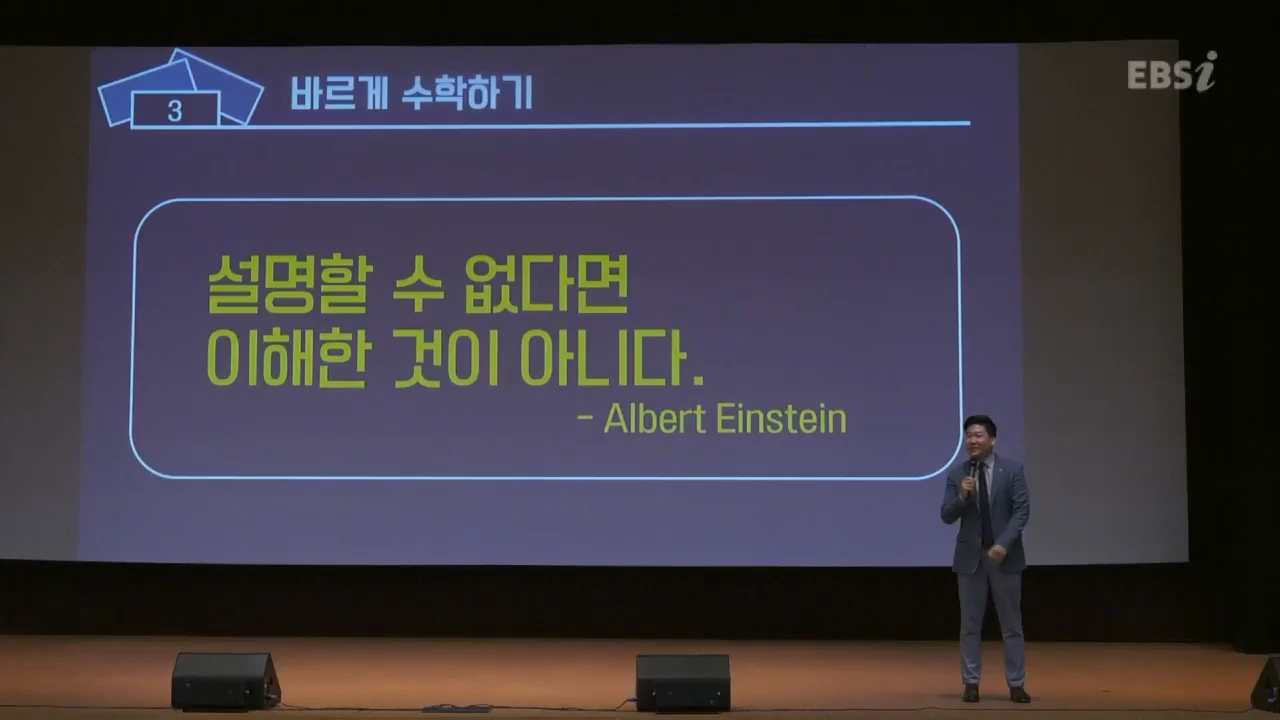 EBSi
3
바르게 수학하기
설명할 수 없다면
이해한 것이 아니다.
- Albert Einstein